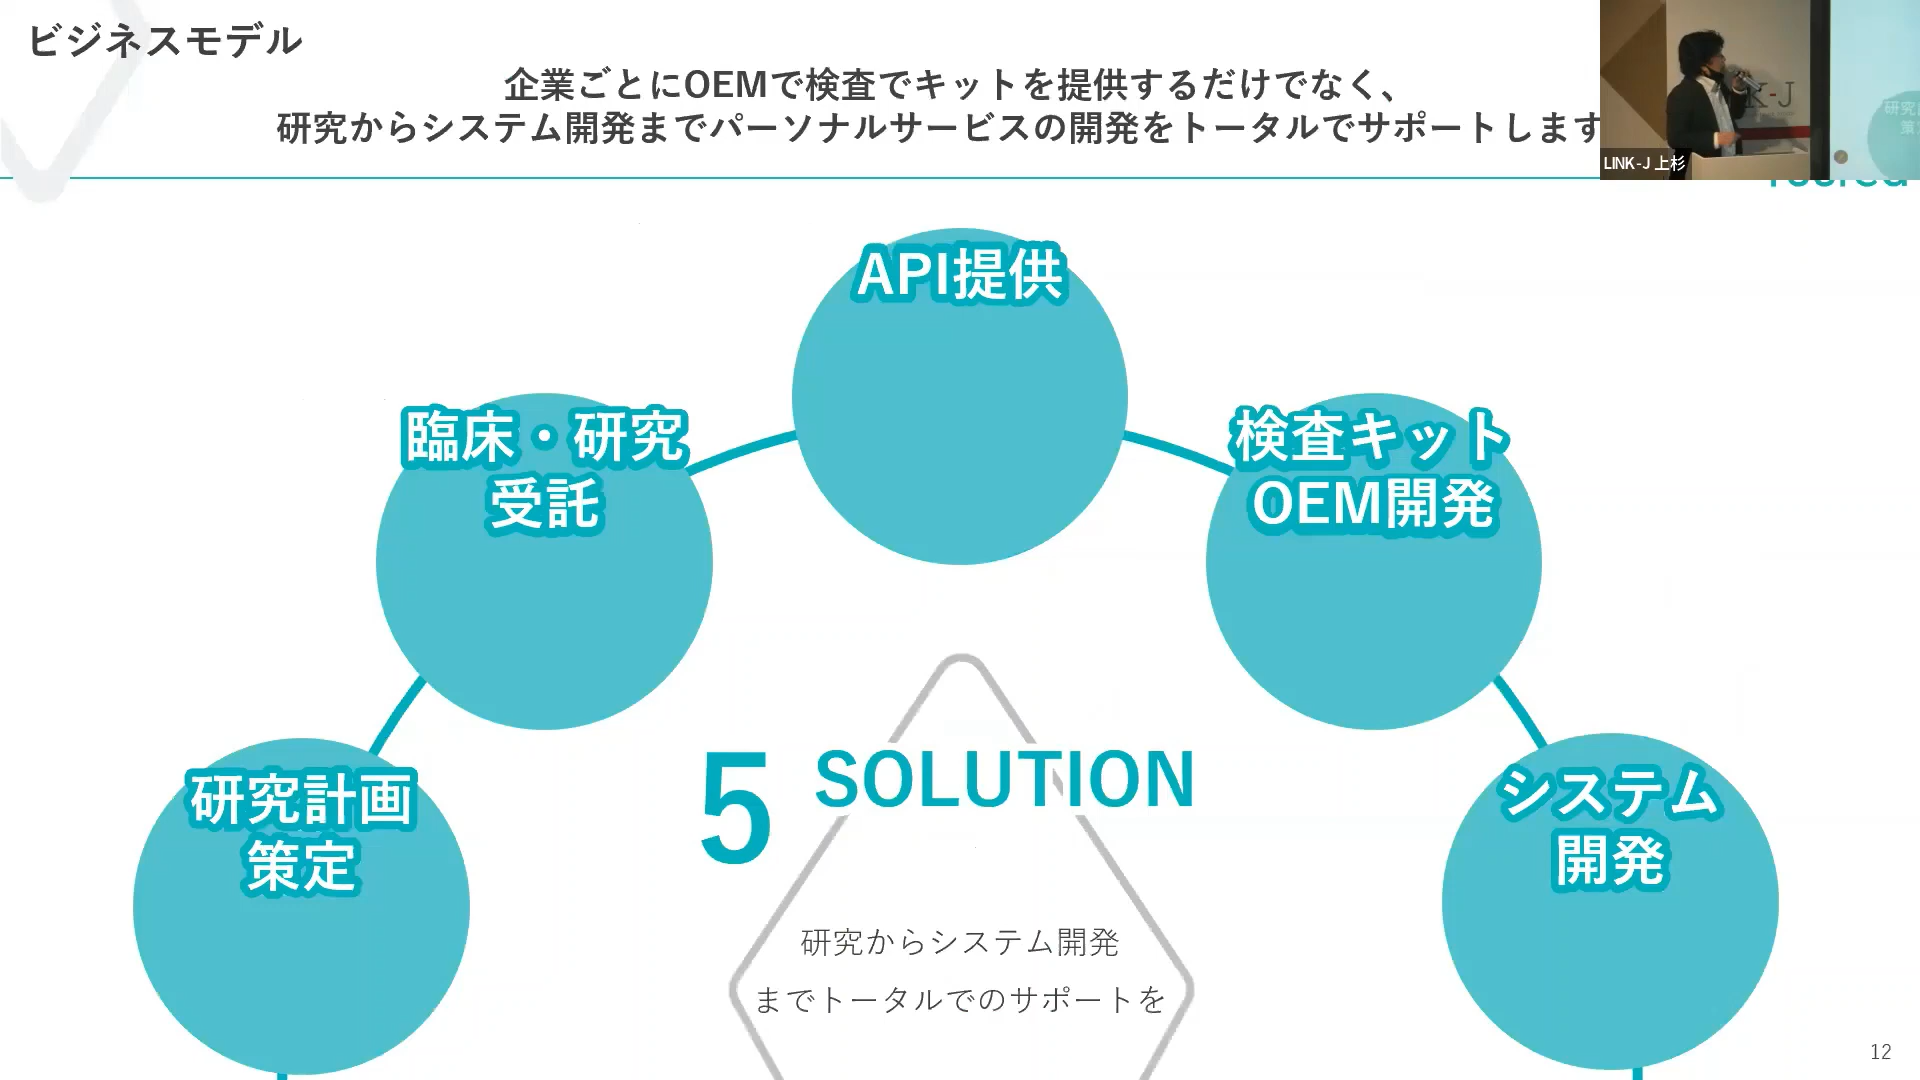 ビジネスモデル
企業ごとにOEMで検査でキットを提供するだけでなく、
研究からシステム開発までパーソナルサービスの開発をトータルでサポートします
K-J
LINK-J 上杉
API提供
臨床・研究
受託
検査キット
OEM開発
研究計画
策定
5 SOLUTION
システム
開発
研究からシステム開発
までトータルでのサポートを
12